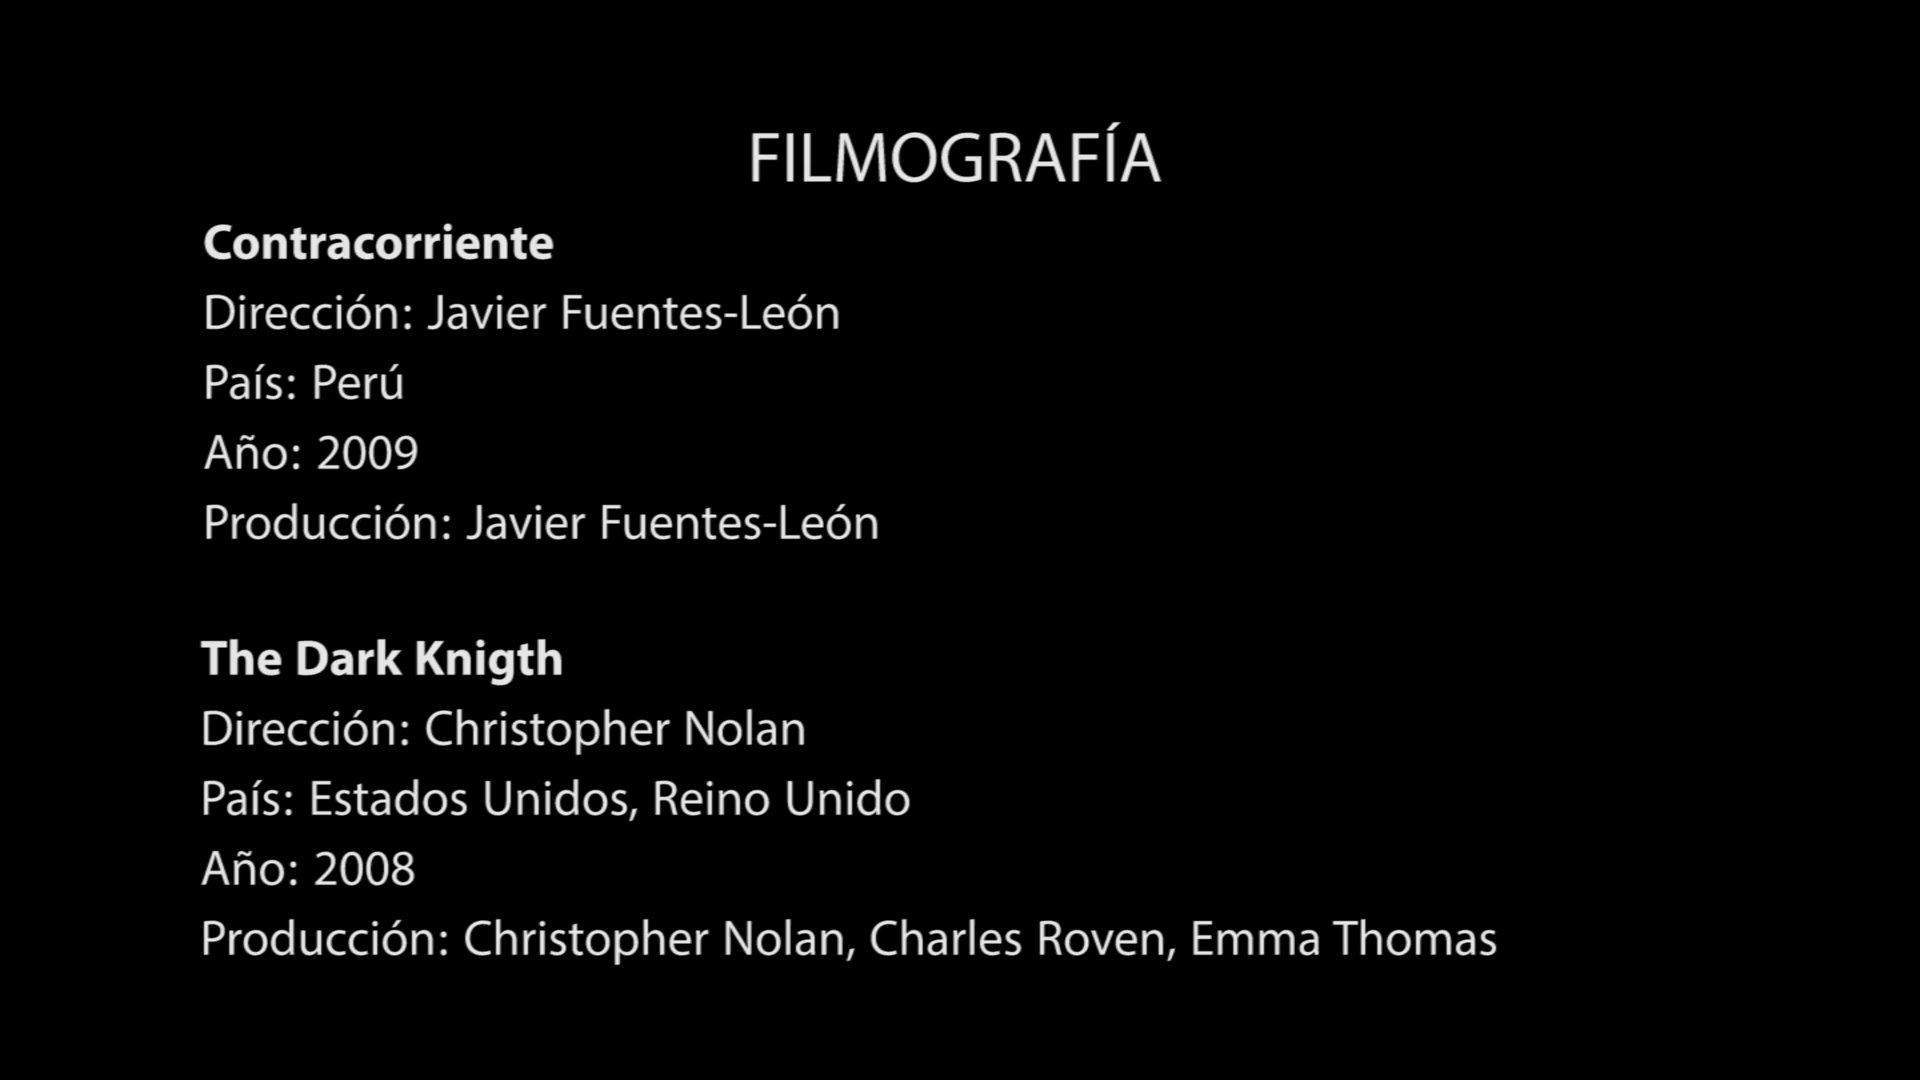 FILMOGRAFÍA
Contracorriente
Dirección: Javier Fuentes-León
País: Perú
Año: 2009
Producción: Javier Fuentes-León
The Dark Knigth
Dirección: Christopher Nolan
País: Estados Unidos, Reino Unido
Año: 2008
Producción: Christopher Nolan, Charles Roven, Emma Thomas